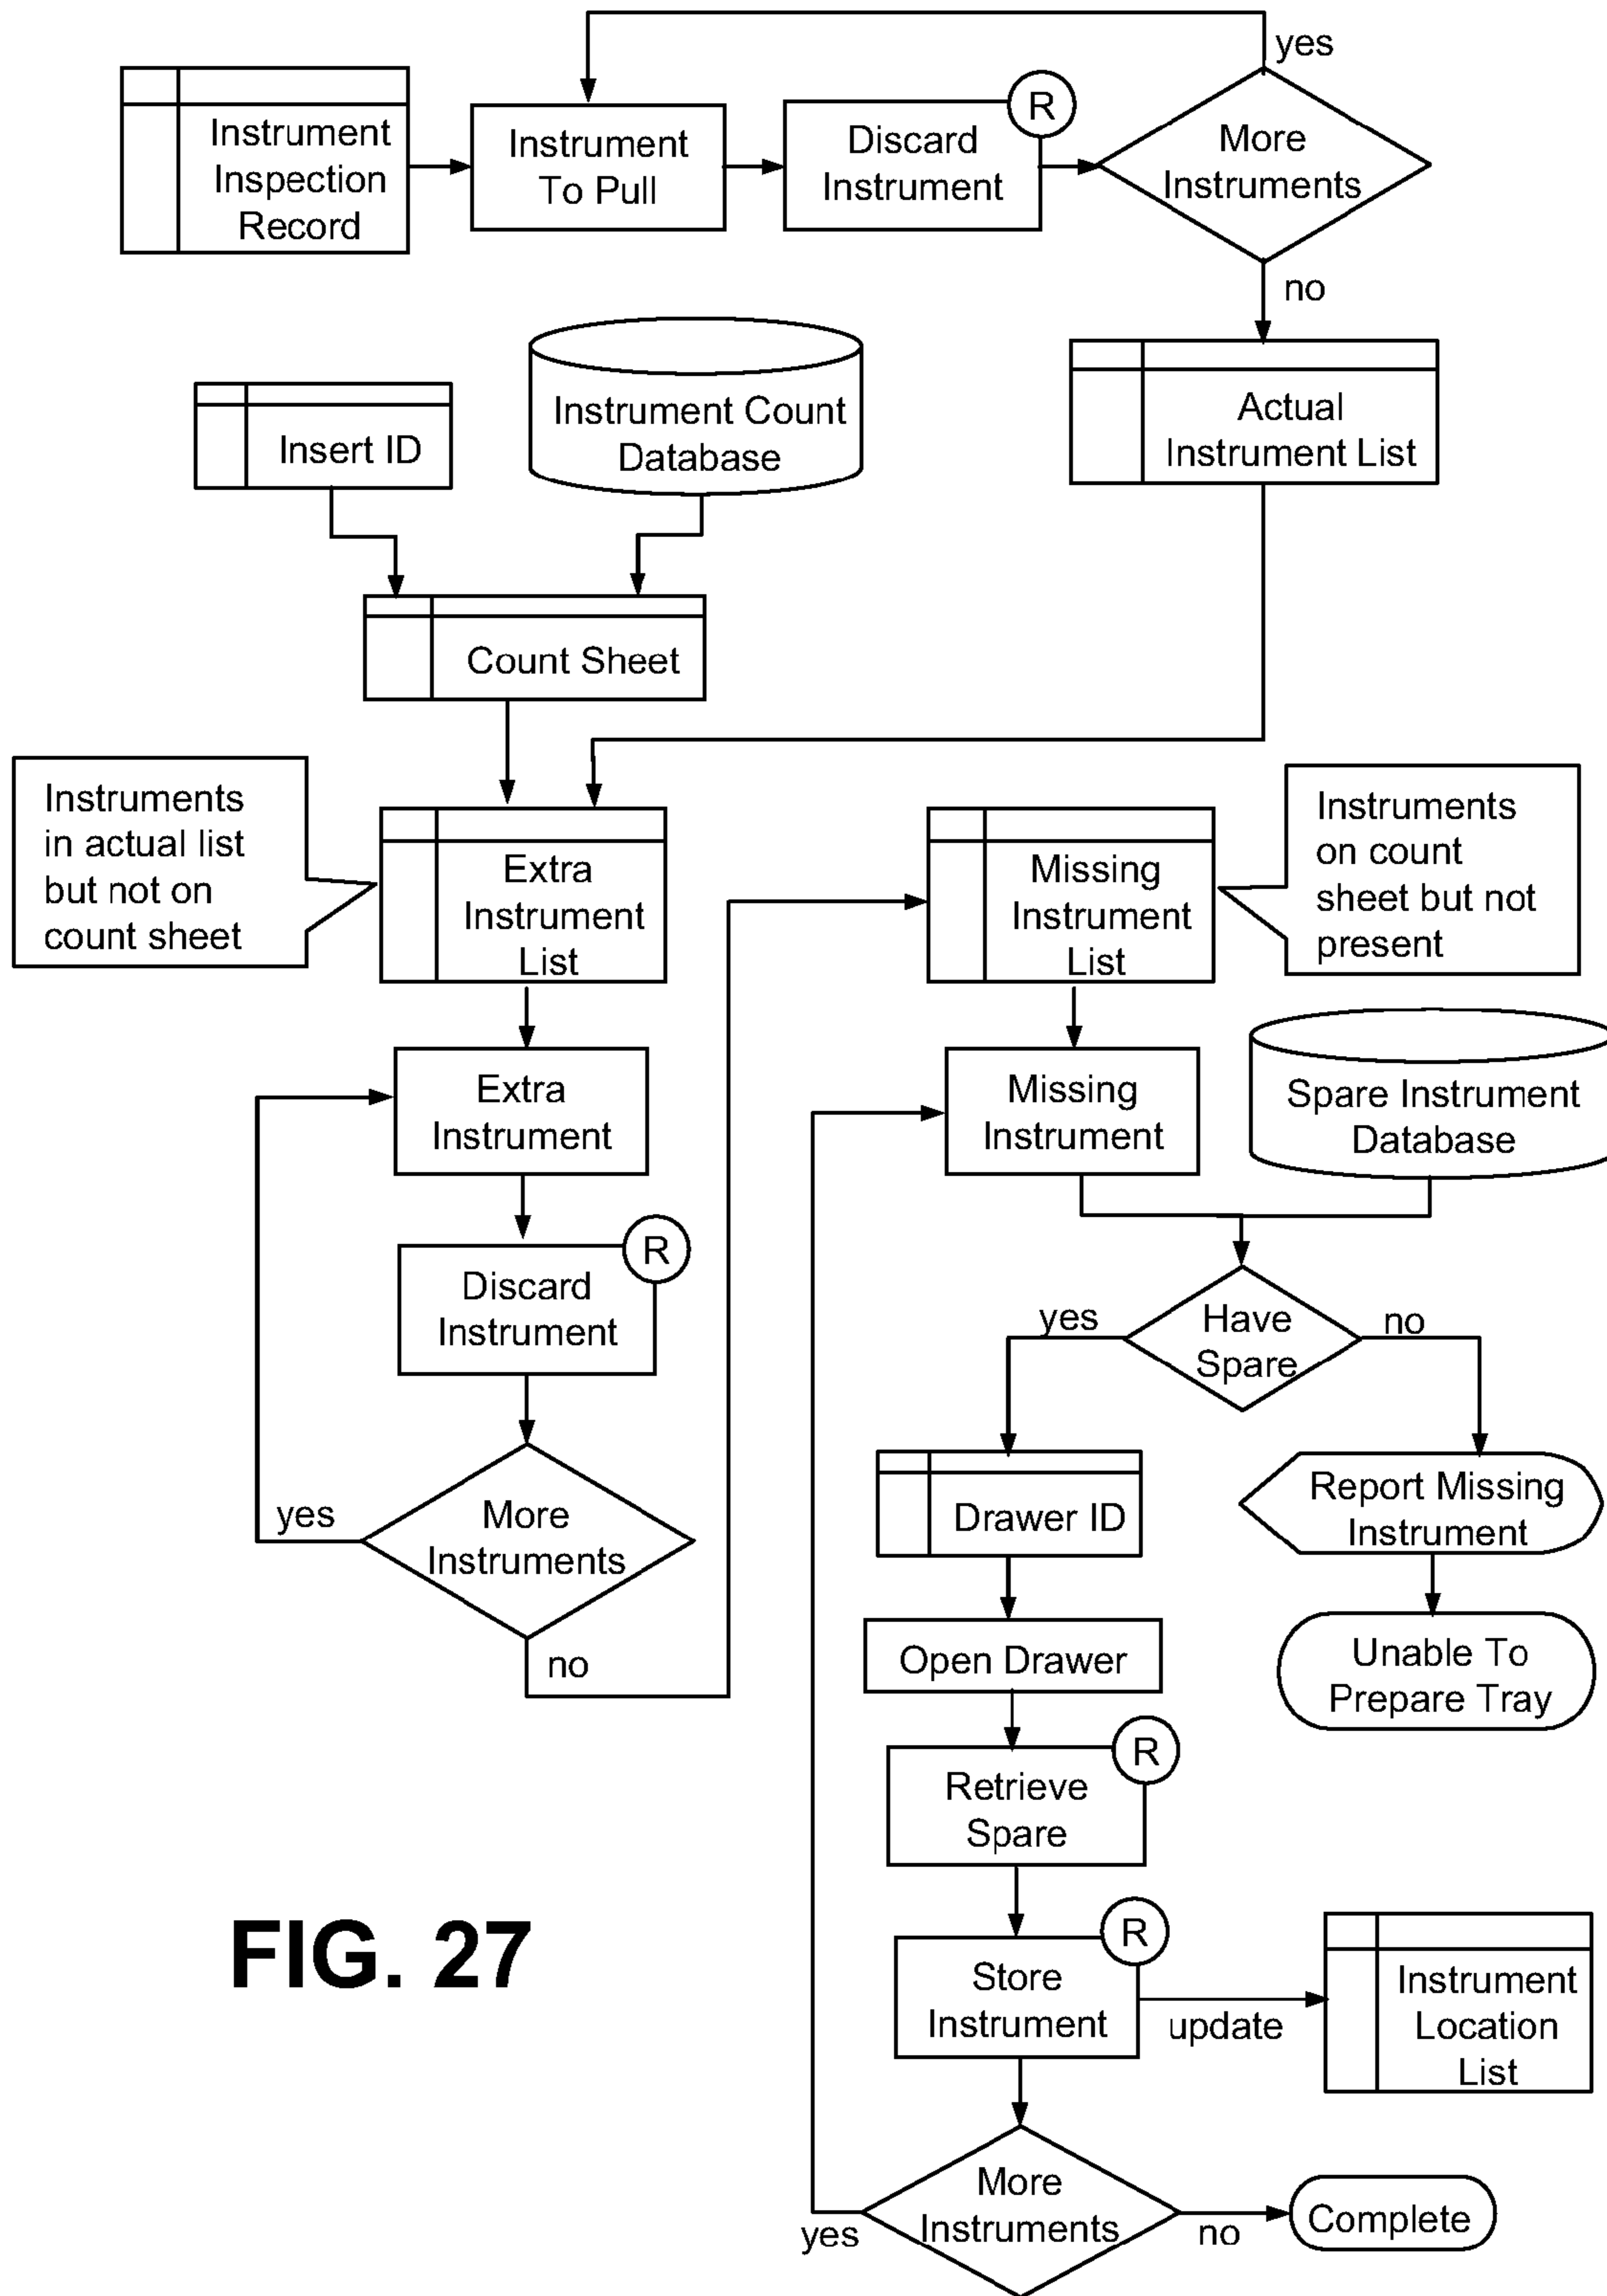 yes
Instrument
Inspection
Record
Instrument
To Pull
Discard
Instrument
R
More
Instruments
no
Insert ID
Instrument Count
Database
Actual
Instrument List
Count Sheet
Instruments
in actual list
but not on
count sheet
Extra
Instrument
List
Missing
Instrument
List
Instruments
on count
sheet but not
present
Extra
Instrument
Missing
Instrument
Spare Instrument
Database
Discard
Instrument
R
yes
Have
Spare
no
More
Instruments
yes
no
Drawer ID
Report Missing
Instrument
Open Drawer
Unable To
Prepare Tray
Retrieve
Spare
R
Store
Instrument
R
update
Instrument
Location
List
More
Instruments
yes
no
Complete
FIG. 27